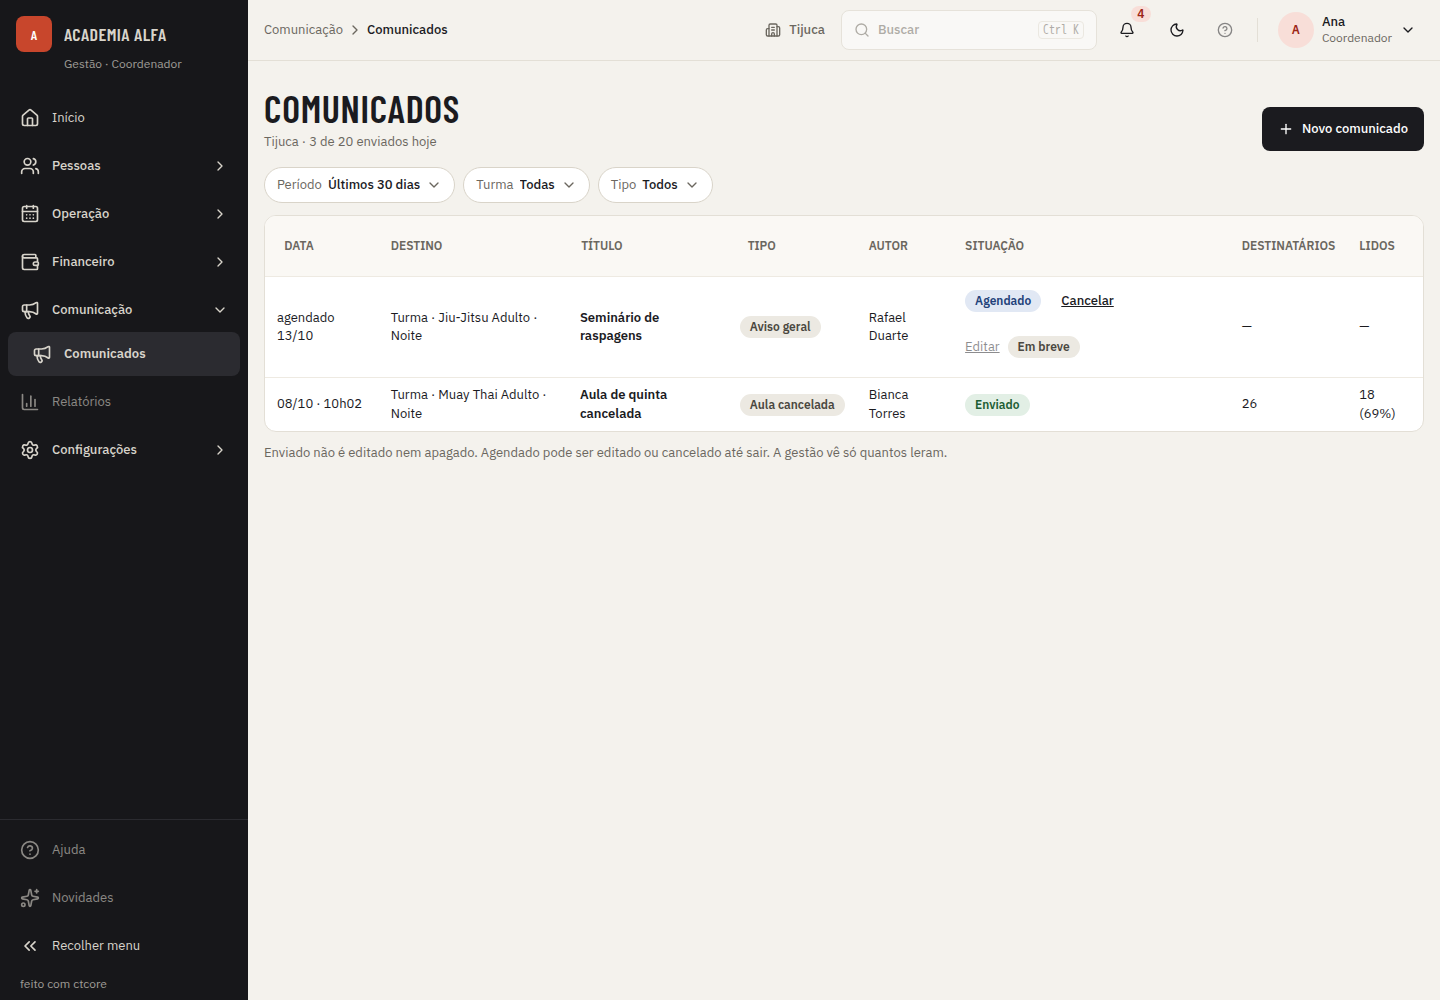 A
ACADEMIA ALFA
Gestão · Coordenador
Início
Pessoas
Operação
Financeiro
Comunicação
Comunicados
Relatórios
Configurações
Ajuda
Novidades
Recolher menu
feito com ctcore
Comunicação > Comunicados
Tijuca
Buscar
Ctrl K
4
A
Ana
Coordenador
COMUNICADOS
Tijuca · 3 de 20 enviados hoje
Novo comunicado
Período Últimos 30 dias
Turma Todas
Tipo Todos
DATA DESTINO TÍTULO TIPO AUTOR SITUAÇÃO DESTINATÁRIOS LIDOS
agendado
13/10
Turma · Jiu-Jitsu Adulto ·
Noite
Seminário de
raspagens
Aviso geral
Rafael
Duarte
Agendado Cancelar
Editar Em breve
—
—
08/10 · 10h02
Turma · Muay Thai Adulto ·
Noite
Aula de quinta
cancelada
Aula cancelada
Bianca
Torres
Enviado
26
18
(69%)
Enviado não é editado nem apagado. Agendado pode ser editado ou cancelado até sair. A gestão vê só quantos leram.